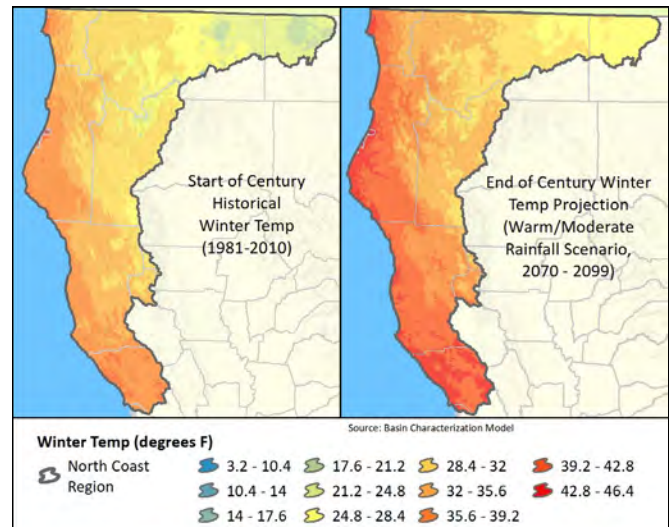 Start of Century
Historical
Winter Temp
(1981-2010)
End of Century Winter
Temp Projection
(Warm/Moderate
Rainfall Scenario,
2070 - 2099)
Source: Basin Characterization Model
Winter Temp (degrees F)
North Coast
Region
3.2 - 10.4
10.4 - 14
14 - 17.6
17.6 - 21.2
21.2 - 24.8
24.8 - 28.4
28.4 - 32
32 - 35.6
35.6 - 39.2
39.2 - 42.8
42.8 - 46.4